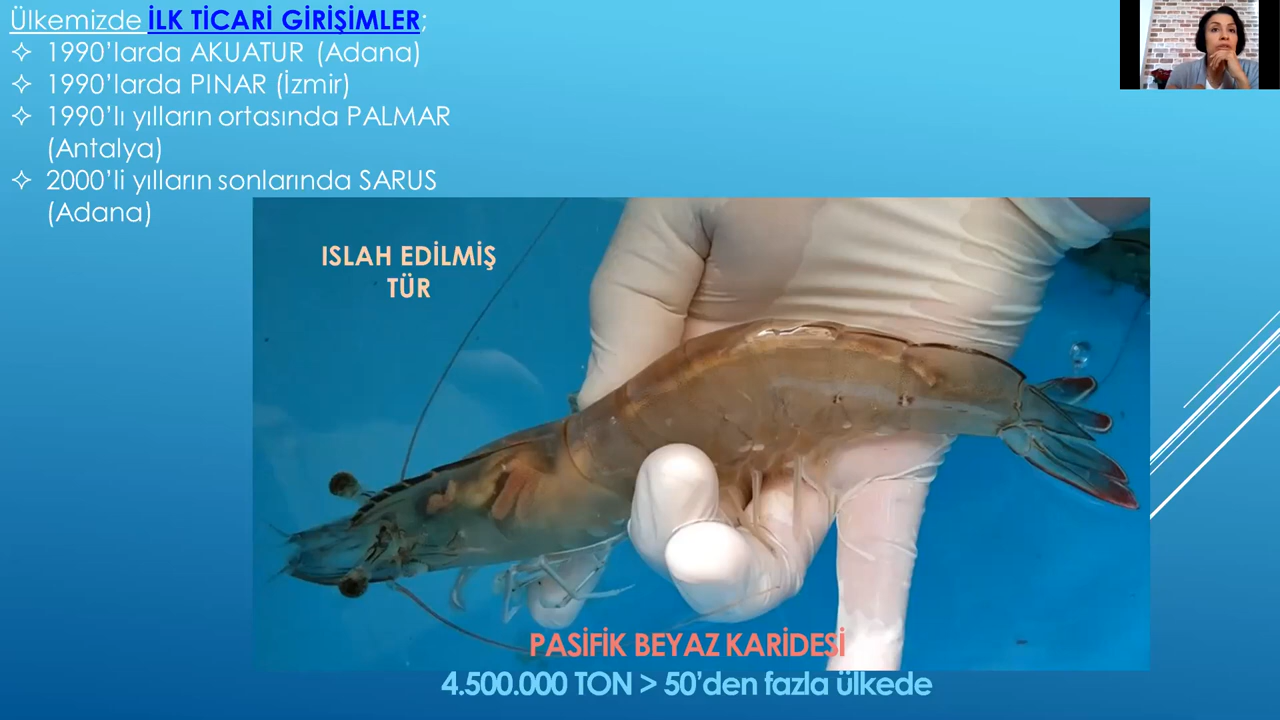 Ülkemizde İLK TİCARİ GİRİŞİMLER;
✧ 1990'larda AKUATUR (Adana)
✧ 1990'larda PINAR (İzmir)
✧ 1990'lı yılların ortasında PALMAR
(Antalya)
✧ 2000'li yılların sonlarında SARUS
(Adana)
ISLAH EDİLMİŞ
TÜR
PASİFİK BEYAZ KARİDESİ
4.500.000 TON > 50'den fazla ülkede